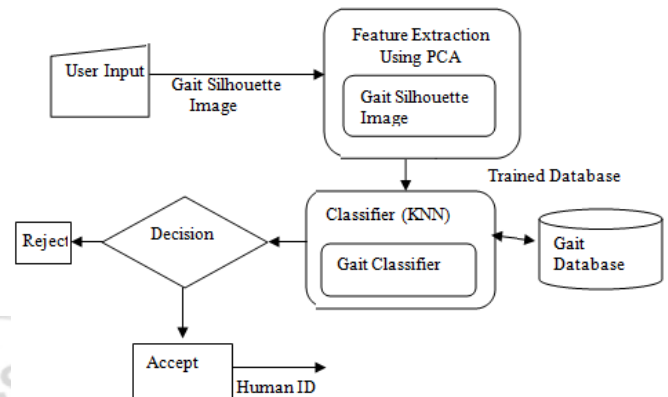 Feature Extraction
Using PCA
User Input
Gait Silhouette
Image
Gait Silhouette
Image
Trained Database
Classifier (KNN)
Gait Classifier
Gait
Database
Decision
Reject
Accept
Human ID